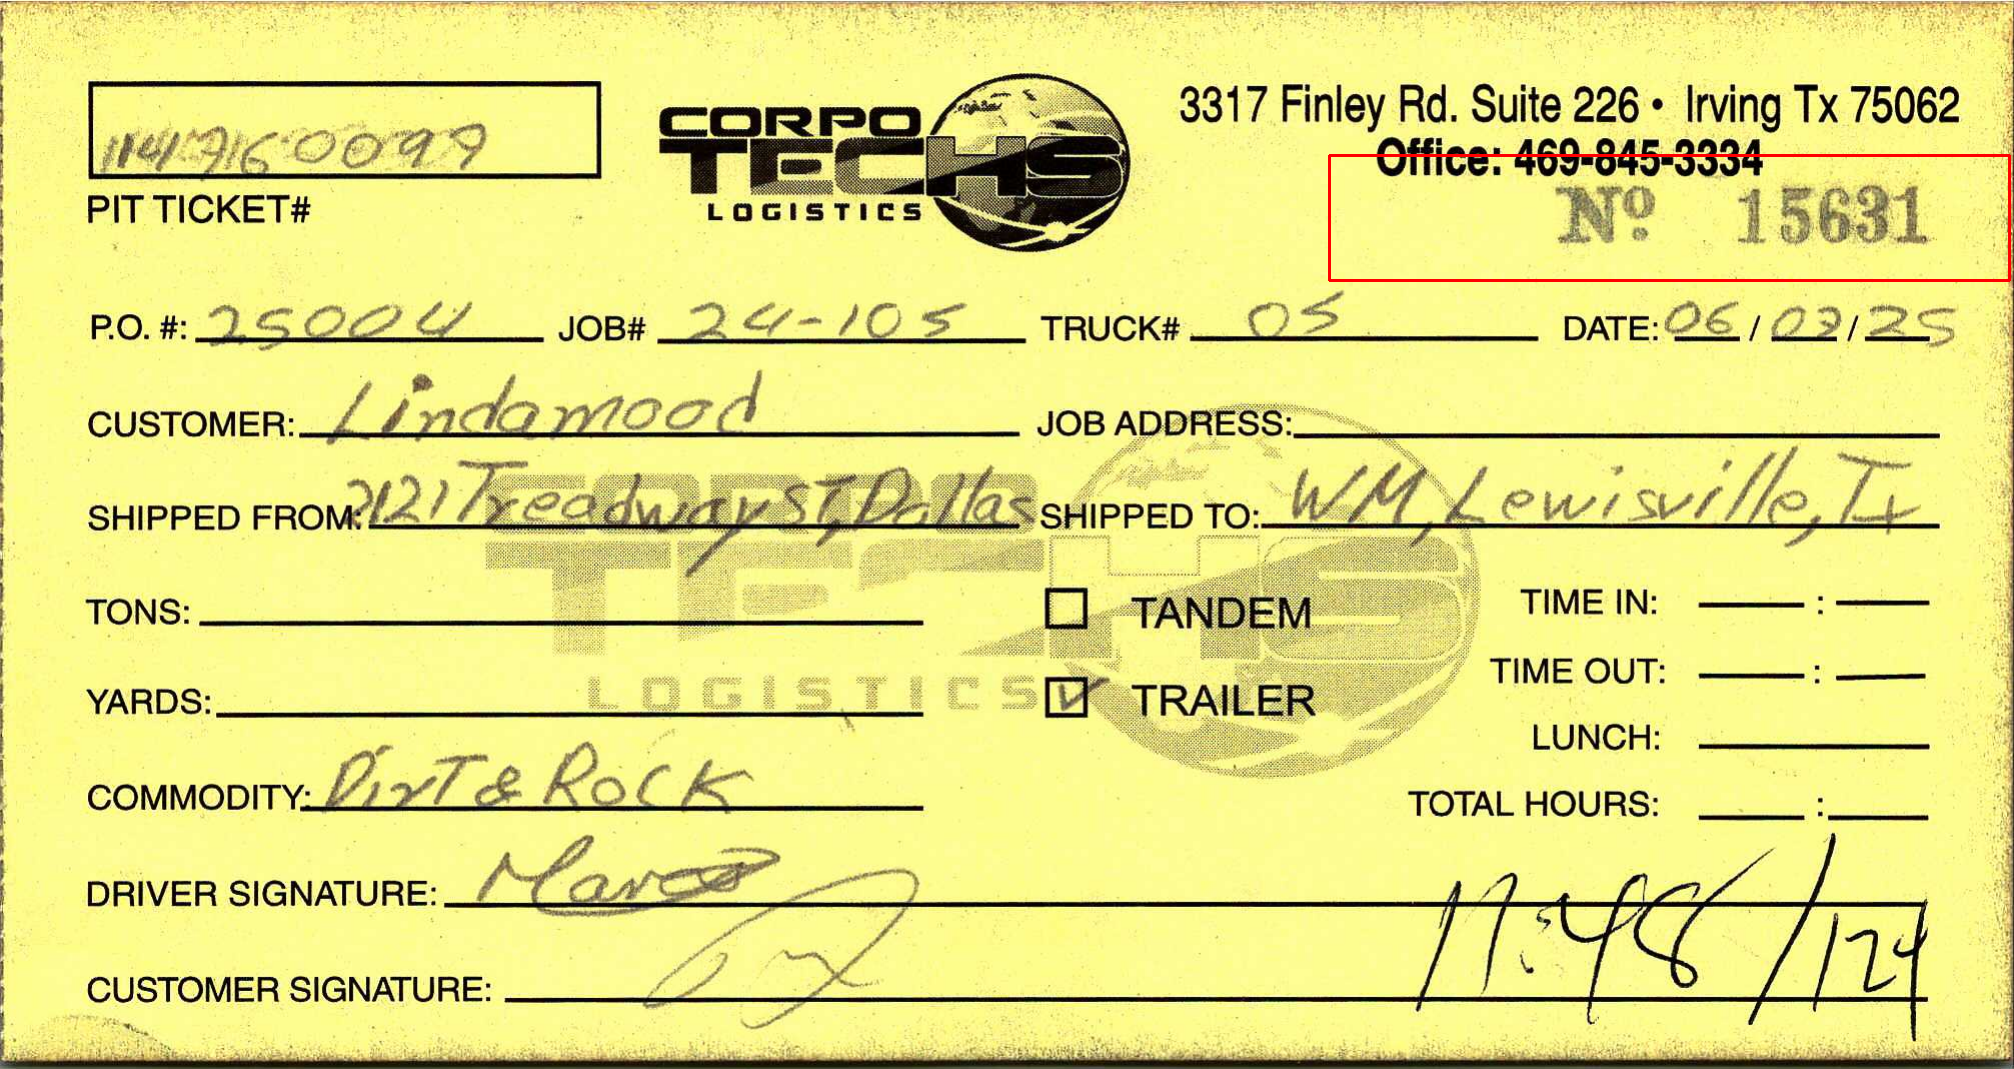 3317 Finley Rd. Suite 226 • Irving Tx 75062
Office: 469-845-3334
CORPO
TECHS
LOGISTICS
Nº 15631
PIT TICKET#
P.O. #: 25004 JOB# 24-105 TRUCK# 05 DATE: 06/03/25
CUSTOMER: Lindamood JOB ADDRESS:
SHIPPED FROM: 2121 Treadway ST, Dallas SHIPPED TO: WM, Lewisville, Tx
CORPO
TECHS
LOGISTICS
TONS: TANDEM TIME IN: :
YARDS: TRAILER TIME OUT: :
LUNCH:
COMMODITY: Dirt & Rock TOTAL HOURS: :
DRIVER SIGNATURE: Marco
CUSTOMER SIGNATURE:
11:48/124